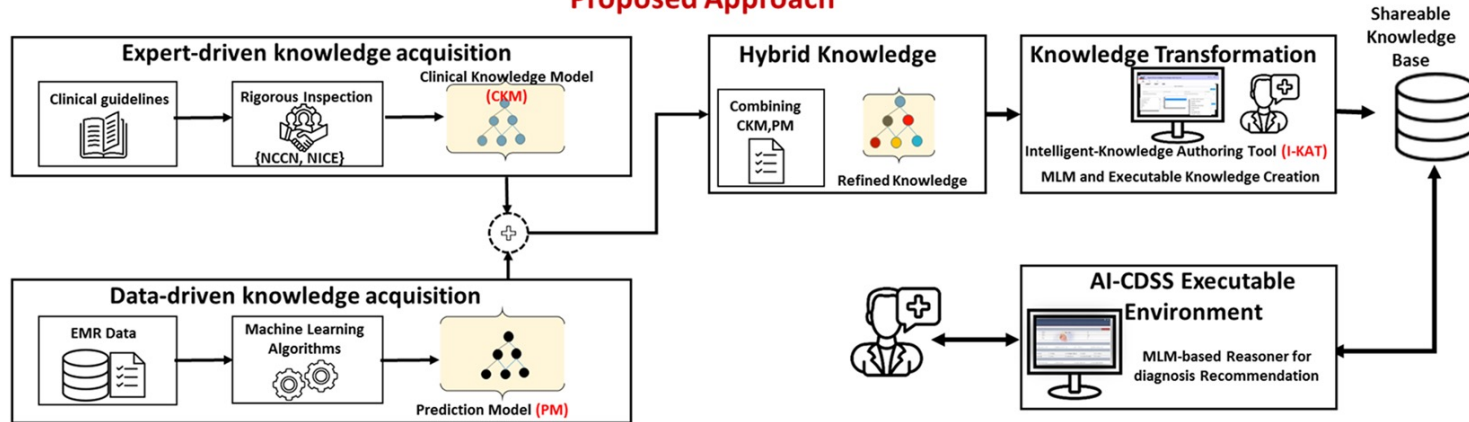 Proposed Approach
Expert-driven knowledge acquisition
Clinical guidelines
Rigorous Inspection
{NCCN, NICE}
Clinical Knowledge Model
(CKM)
Data-driven knowledge acquisition
EMR Data
Machine Learning
Algorithms
Prediction Model (PM)
Hybrid Knowledge
Combining
CKM,PM
Refined Knowledge
Knowledge Transformation
Intelligent-Knowledge Authoring Tool (I-KAT)
MLM and Executable Knowledge Creation
Shareable
Knowledge
Base
AI-CDSS Executable
Environment
MLM-based Reasoner for
diagnosis Recommendation